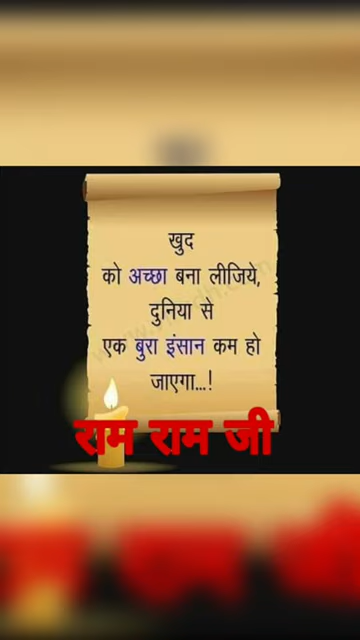 खुद
को अच्छा बना लीजिये,
दुनिया से
एक बुरा इंसान कम हो
जाएगा...!
राम राम जी